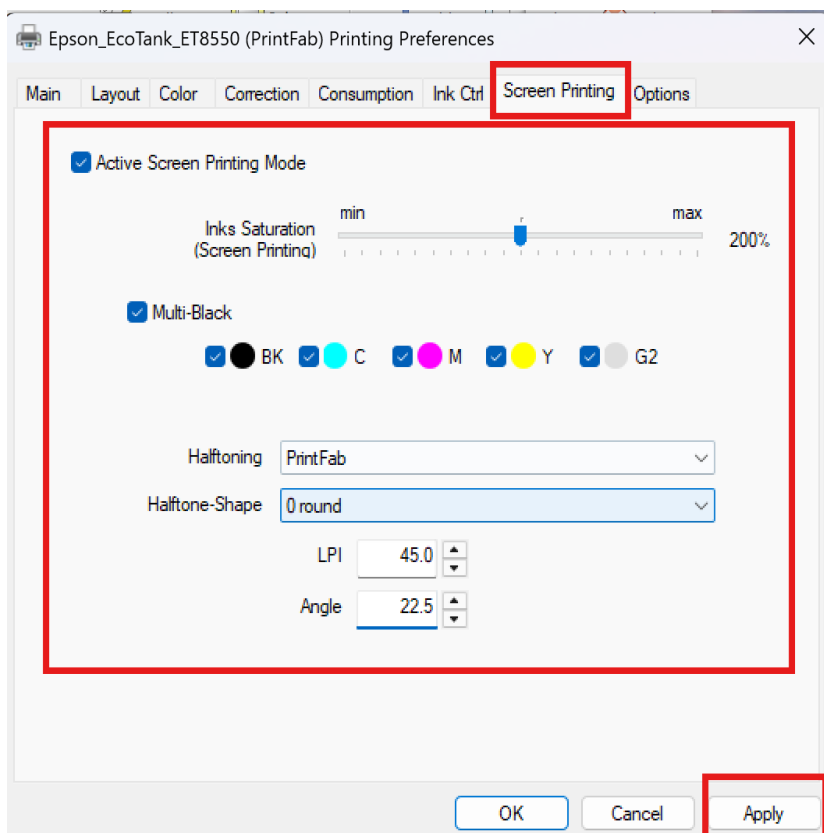 Epson_EcoTank_ET8550 (PrintFab) Printing Preferences
Main Layout Color Correction Consumption Ink Ctrl Screen Printing Options
Active Screen Printing Mode
min max
Inks Saturation
(Screen Printing)
200%
Multi-Black
BK C M Y G2
Halftoning PrintFab
Halftone-Shape 0 round
LPI 45.0
Angle 22.5
OK Cancel Apply